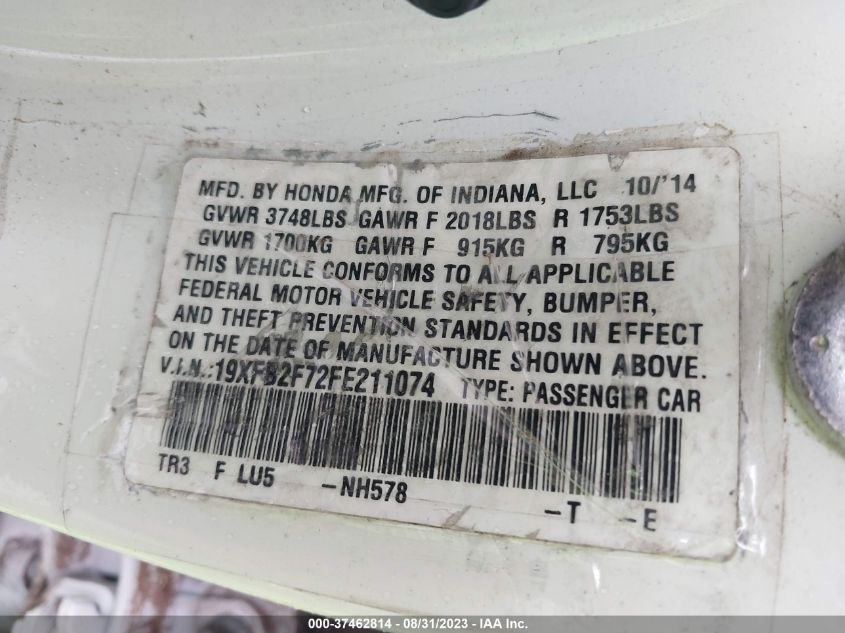 MFD. BY HONDA MFG. OF INDIANA, LLC 10/'14
GVWR 3748LBS GAWR F 2018LBS R 1753LBS
GVWR 1700KG GAWR F 915KG R 795KG
THIS VEHICLE CONFORMS TO ALL APPLICABLE
FEDERAL MOTOR VEHICLE SAFETY, BUMPER,
AND THEFT PREVENTION STANDARDS IN EFFECT
ON THE DATE OF MANUFACTURE SHOWN ABOVE.
V.I.N.:19XFB2F72FE211074 TYPE: PASSENGER CAR
TR3 F LU5 -NH578 -T -E
000-37462814 - 08/31/2023 - IAA Inc.